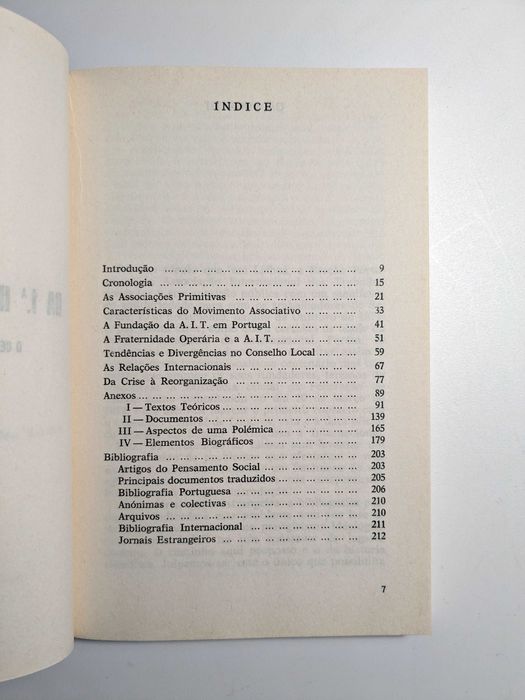 ÍNDICE
Introdução ... ... ... ... ... ... ... ... ... ... ... ... ... 9
Cronologia ... ... ... ... ... ... ... ... ... ... ... ... ... 15
As Associações Primitivas ... ... ... ... ... ... ... ... ... 21
Características do Movimento Associativo ... ... ... ... 33
A Fundação da A. I. T. em Portugal ... ... ... ... ... ... 41
A Fraternidade Operária e a A. I. T. ... ... ... ... ... ... 51
Tendências e Divergências no Conselho Local ... ... ... 59
As Relações Internacionais ... ... ... ... ... ... ... ... ... 67
Da Crise à Reorganização ... ... ... ... ... ... ... ... ... 77
Anexos ... ... ... ... ... ... ... ... ... ... ... ... ... ... 89
I — Textos Teóricos ... ... ... ... ... ... ... ... ... 91
II — Documentos ... ... ... ... ... ... ... ... ... ... 139
III — Aspectos de uma Polémica ... ... ... ... ... ... 165
IV — Elementos Biográficos ... ... ... ... ... ... ... 179
Bibliografia ... ... ... ... ... ... ... ... ... ... ... ... ... 203
Artigos do Pensamento Social ... ... ... ... ... ... ... 203
Principais documentos traduzidos ... ... ... ... ... ... 205
Bibliografia Portuguesa ... ... ... ... ... ... ... ... 206
Anónimas e colectivas ... ... ... ... ... ... ... ... 210
Arquivos ... ... ... ... ... ... ... ... ... ... ... ... 210
Bibliografia Internacional ... ... ... ... ... ... ... ... 211
Jornais Estrangeiros ... ... ... ... ... ... ... ... ... 212
7